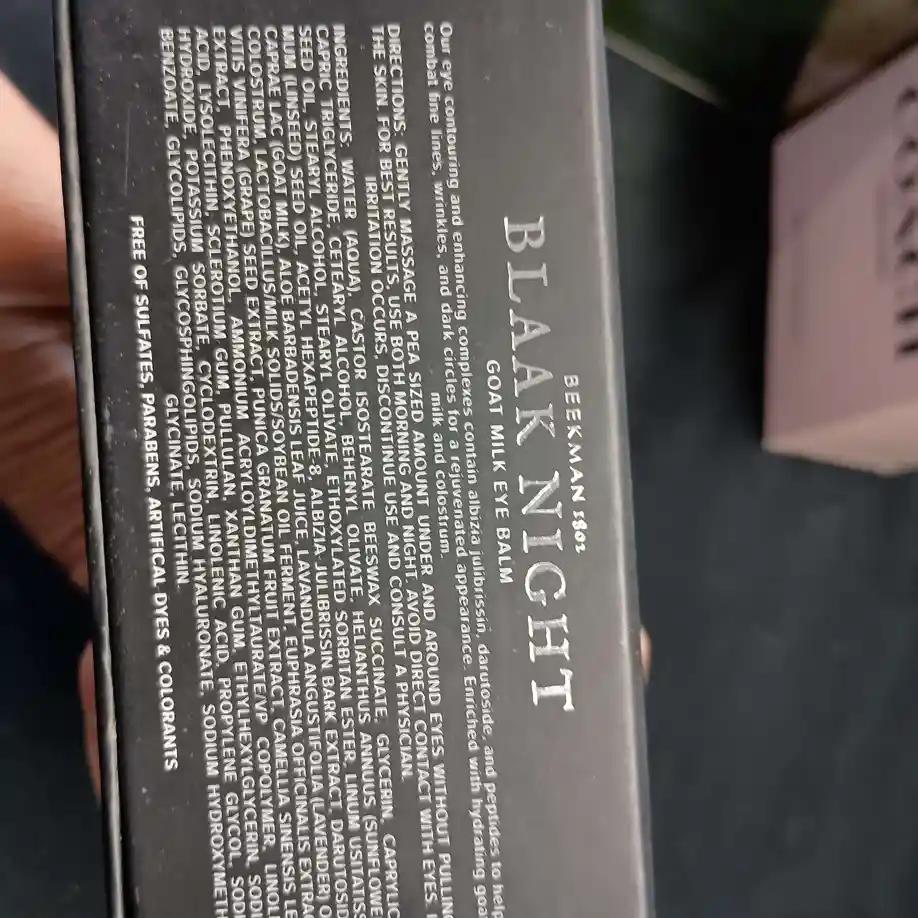 BEEKMAN 1802
BLAAK NIGHT
GOAT MILK EYE BALM
Our eye contouring and enhancing complexes contain albizia julibrissin, darutoside, and peptides to help
combat fine lines, wrinkles, and dark circles for a rejuvenated appearance. Enriched with hydrating goa
milk and colostrum.
DIRECTIONS: GENTLY MASSAGE A PEA SIZED AMOUNT UNDER AND AROUND EYES WITHOUT PULLING
THE SKIN. FOR BEST RESULTS, USE BOTH MORNING AND NIGHT. AVOID DIRECT CONTACT WITH EYES. I
IRRITATION OCCURS, DISCONTINUE USE AND CONSULT A PHYSICIAN.
INGREDIENTS: WATER (AQUA), CASTOR ISOSTEARATE BEESWAX SUCCINATE, GLYCERIN, CAPRYLIC
CAPRIC TRIGLYCERIDE, CETEARYL ALCOHOL, BEHENYL OLIVATE, HELIANTHUS ANNUUS (SUNFLOWE
SEED OIL, STEARYL ALCOHOL, STEARYL OLIVATE, ETHOXYLATED SORBITAN ESTER, LINUM USITATISS
MUM (LINSEED) SEED OIL, ACETYL HEXAPEPTIDE-8, ALBIZIA JULIBRISSIN BARK EXTRACT, DARUTOSID
CAPRAE LAC (GOAT MILK), ALOE BARBADENSIS LEAF JUICE, LAVANDULA ANGUSTIFOLIA (LAVENDER) O
COLOSTRUM, LACTOBACILLUS/MILK SOLIDS/SOYBEAN OIL FERMENT, EUPHRASIA OFFICINALIS EXTRA
VITIS VINIFERA (GRAPE) SEED EXTRACT, PUNICA GRANATUM FRUIT EXTRACT, CAMELLIA SINENSIS LE
EXTRACT, PHENOXYETHANOL, AMMONIUM ACRYLOYLDIMETHYLTAURATE/VP COPOLYMER, LINOL
ACID, LYSOLECITHIN, SCLEROTIUM GUM, PULLULAN, XANTHAN GUM, ETHYLHEXYLGLYCERIN, SODI
HYDROXIDE, POTASSIUM SORBATE, CYCLODEXTRIN, LINOLENIC ACID, PROPYLENE GLYCOL, SODI
BENZOATE, GLYCOLIPIDS, GLYCOSPHINGOLIPIDS, SODIUM HYALURONATE, SODIUM HYDROXYMETH
GLYCINATE, LECITHIN.
FREE OF SULFATES, PARABENS, ARTIFICAL DYES & COLORANTS